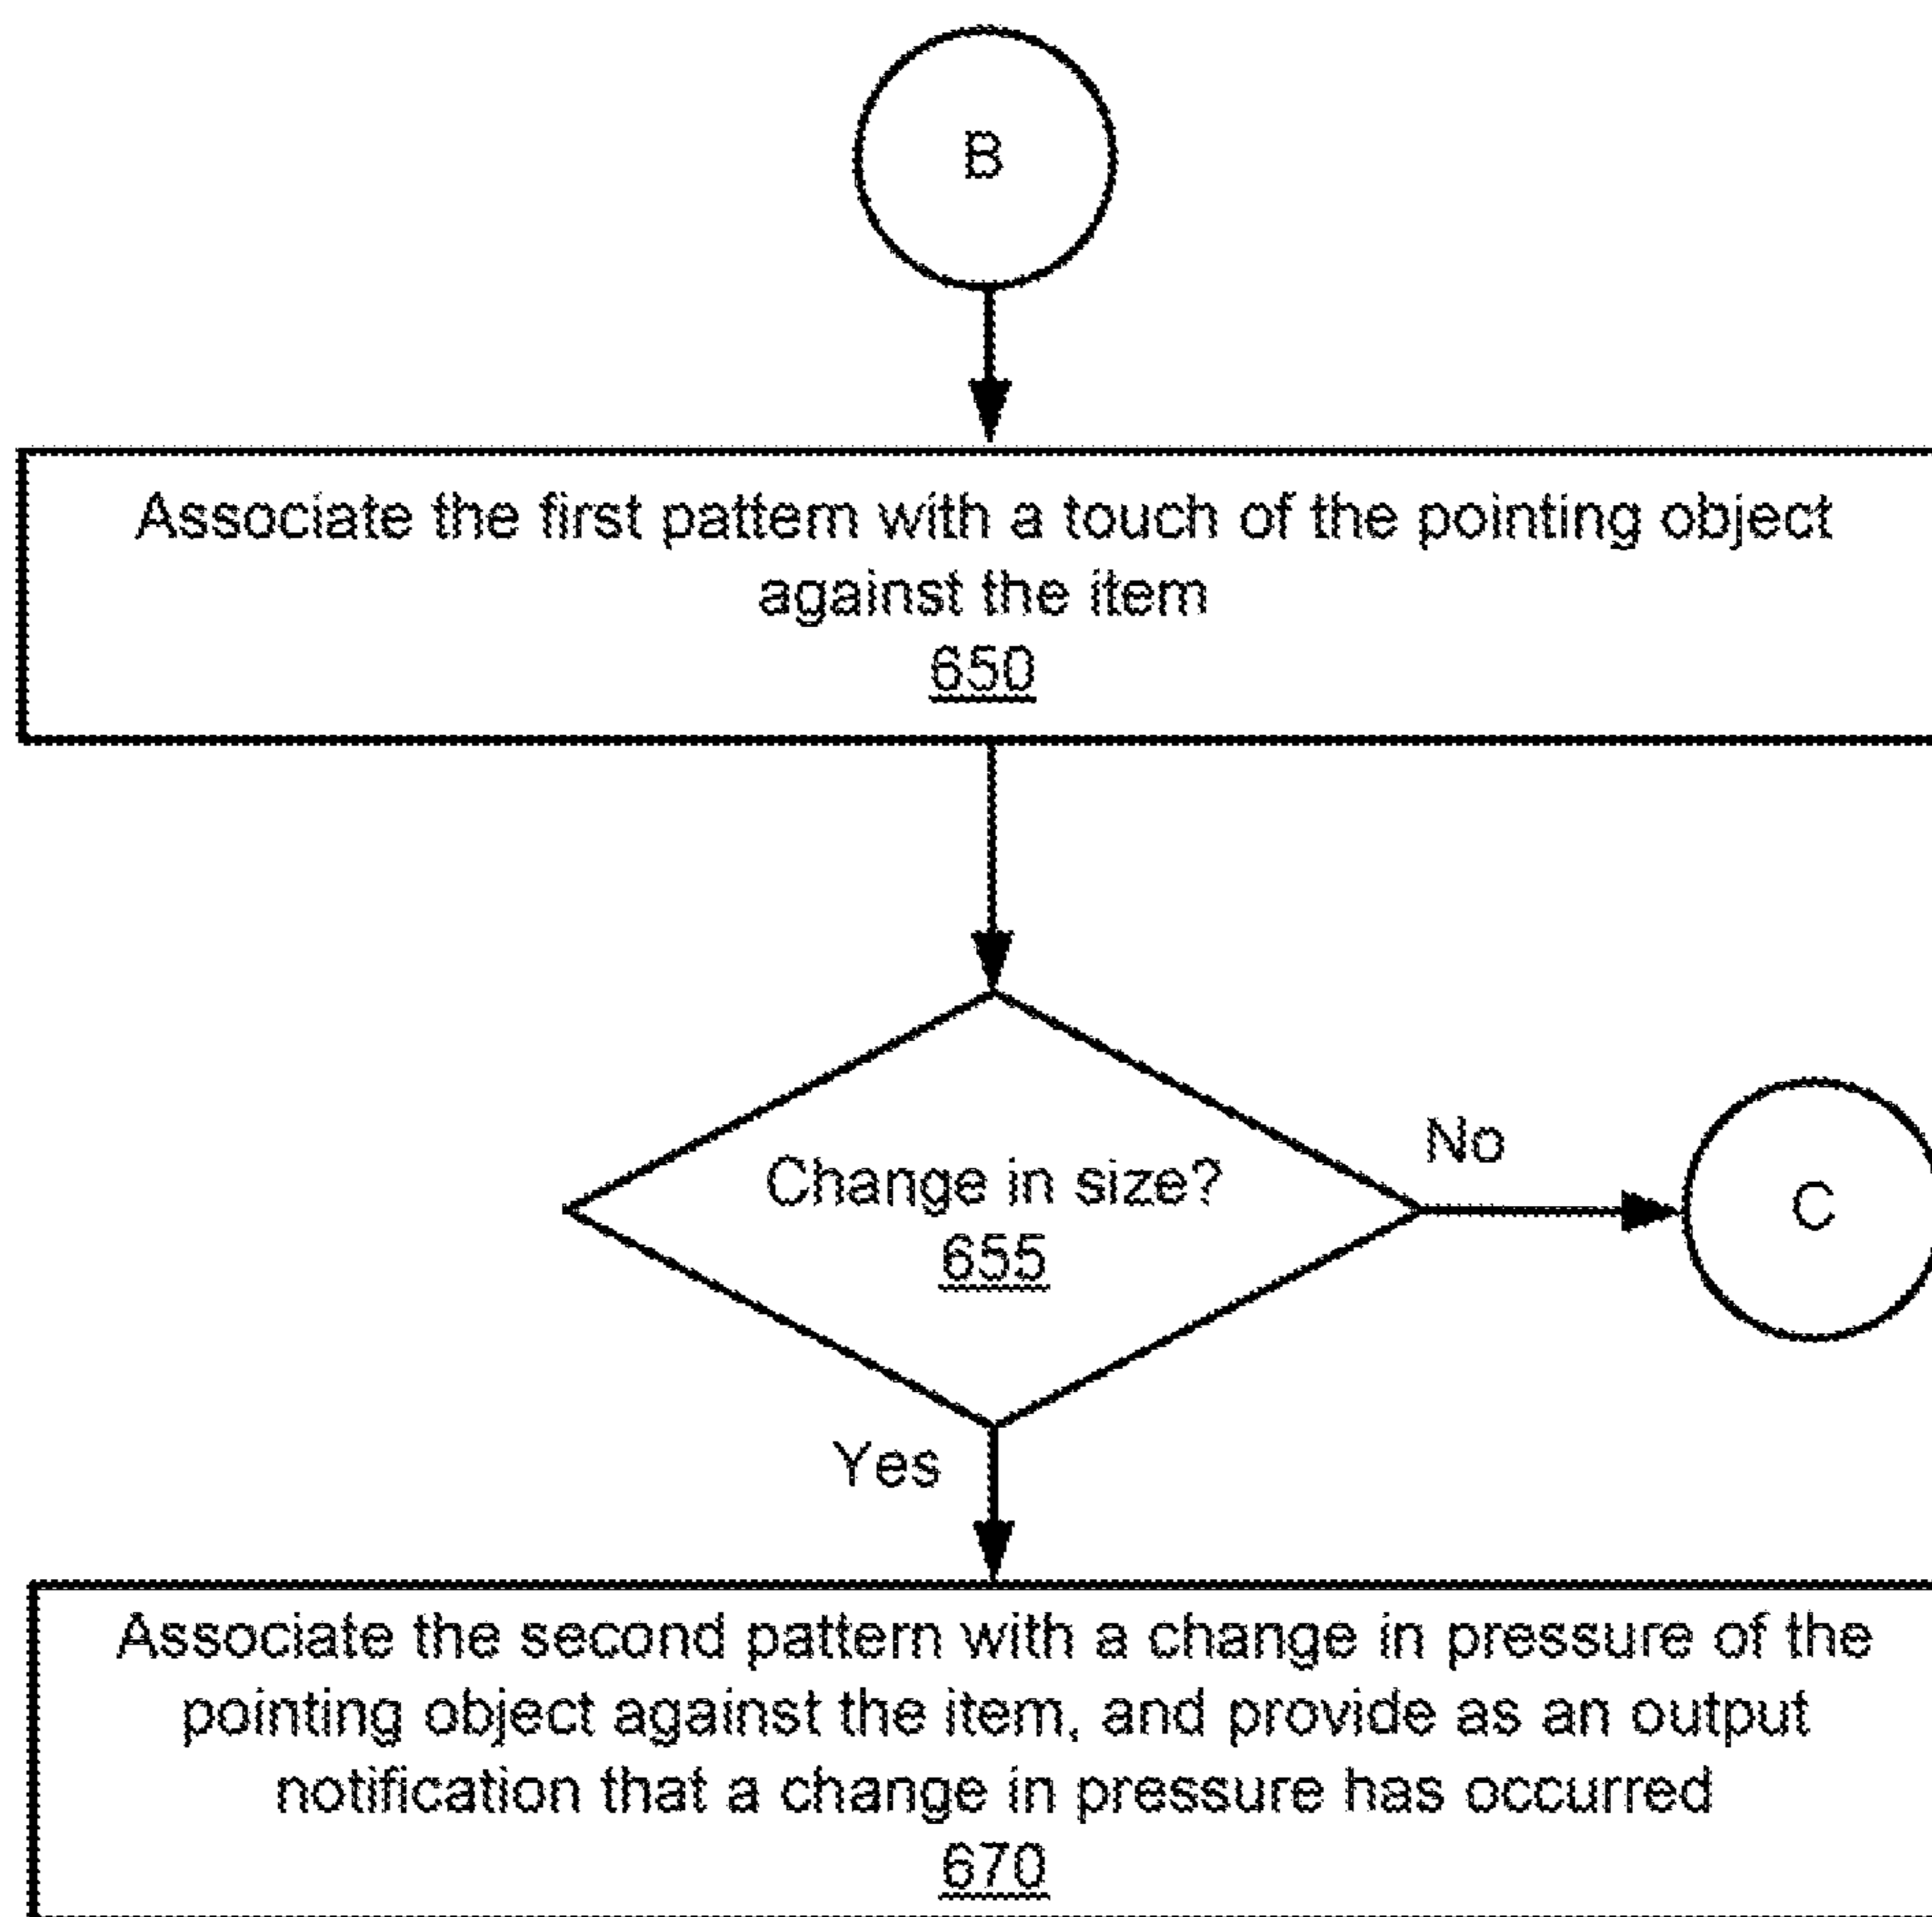 B
Associate the first pattern with a touch of the pointing object
against the item
650
Change in size?
655
No
C
Yes
Associate the second pattern with a change in pressure of the
pointing object against the item, and provide as an output
notification that a change in pressure has occurred
670